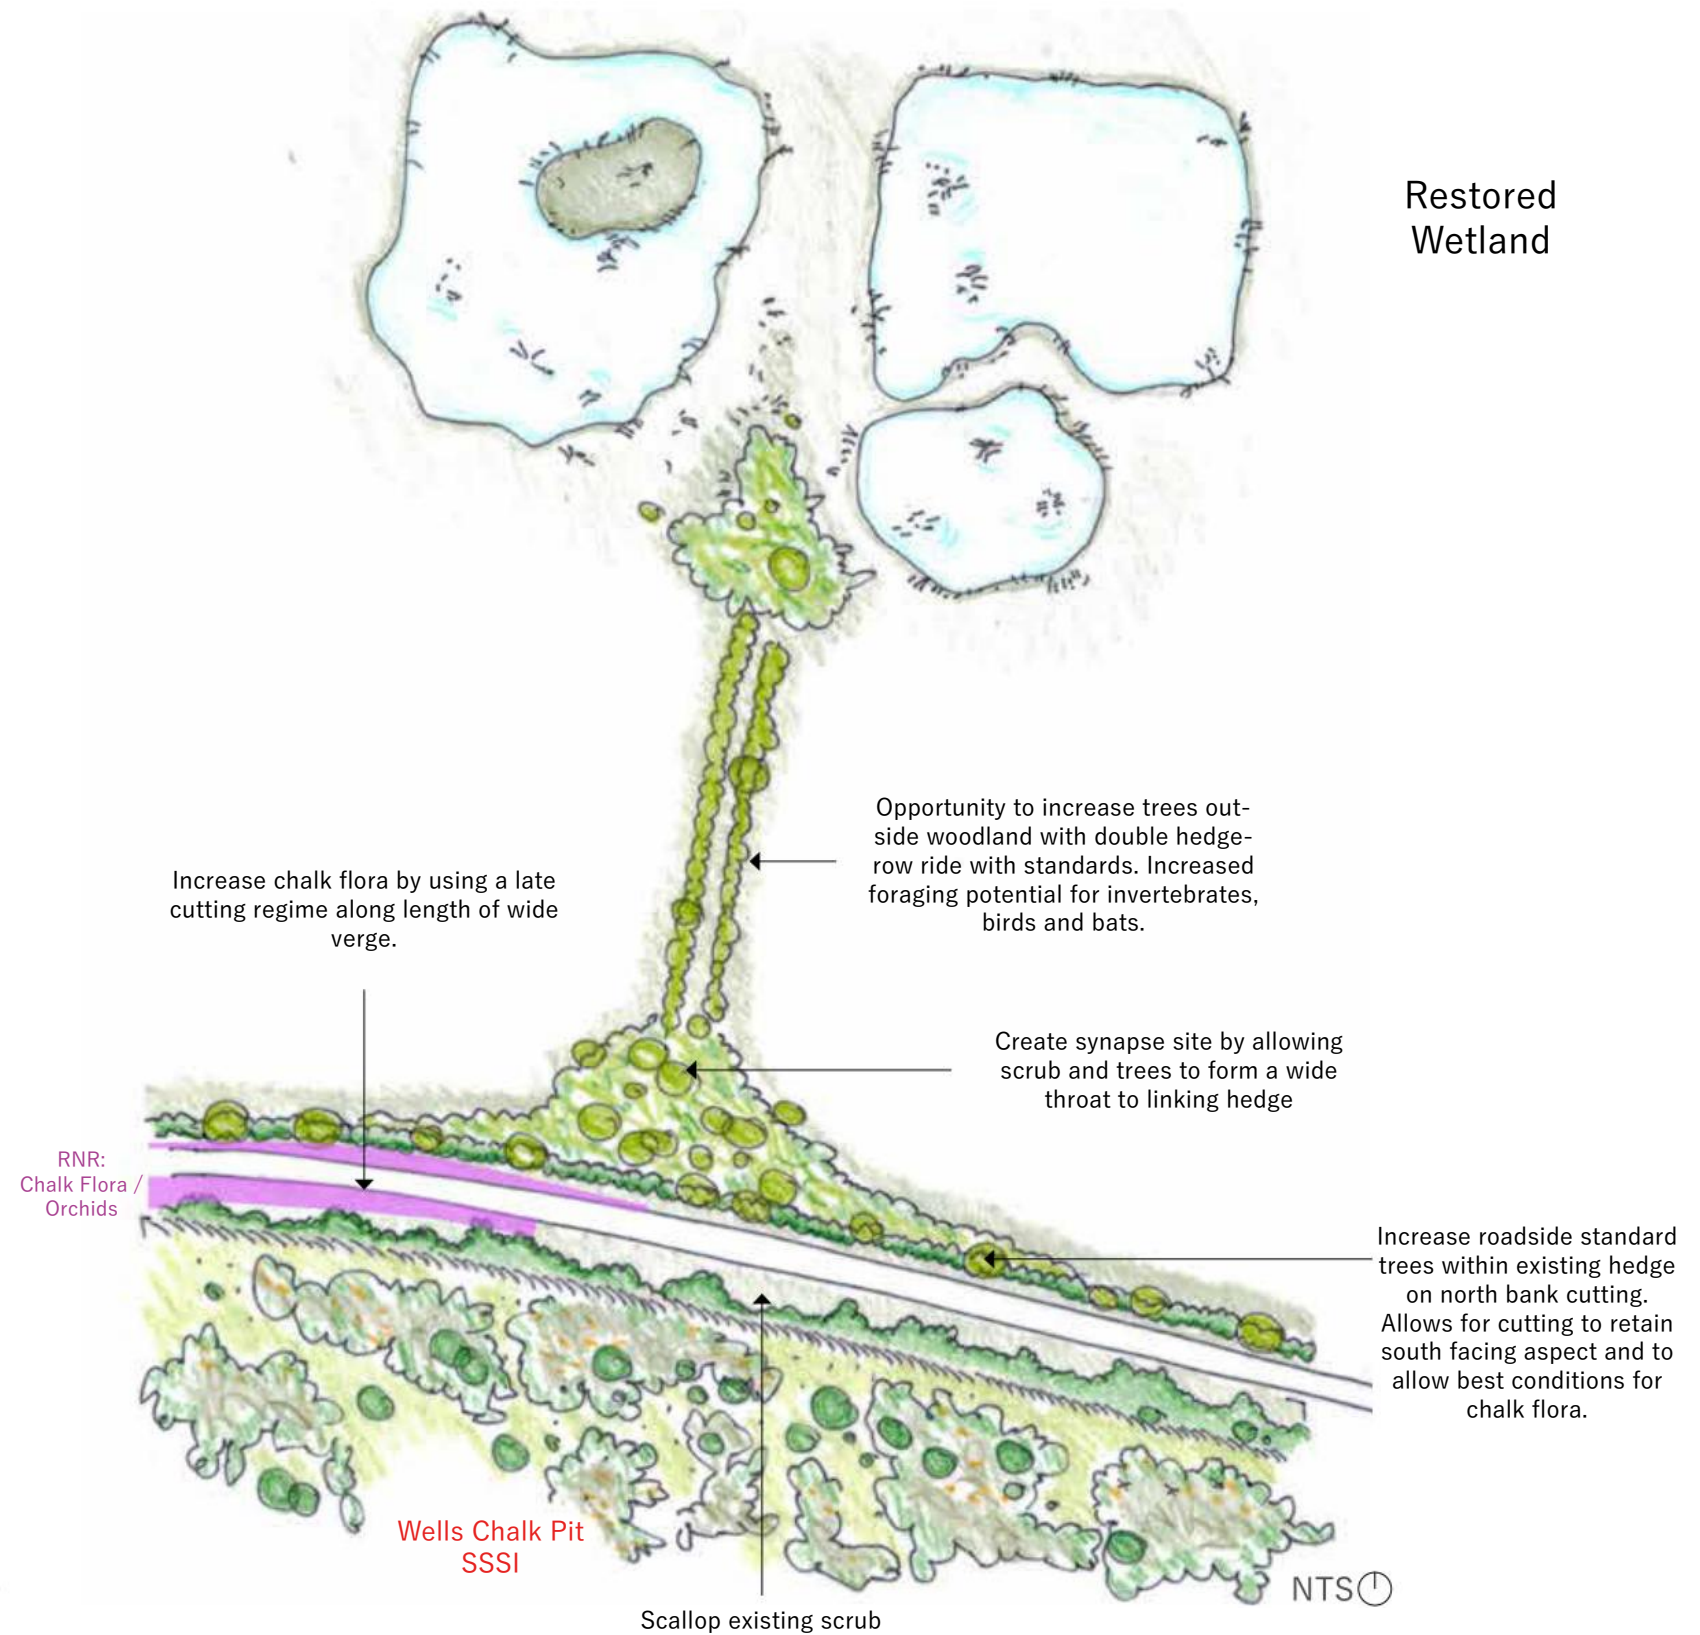 Restored
Wetland
Opportunity to increase trees out-
side woodland with double hedge-
row ride with standards. Increased
foraging potential for invertebrates,
birds and bats.
Increase chalk flora by using a late
cutting regime along length of wide
verge.
Create synapse site by allowing
scrub and trees to form a wide
throat to linking hedge
RNR:
Chalk Flora /
Orchids
Increase roadside standard
trees within existing hedge
on north bank cutting.
Allows for cutting to retain
south facing aspect and to
allow best conditions for
chalk flora.
Wells Chalk Pit
SSSI
NTS
Scallop existing scrub